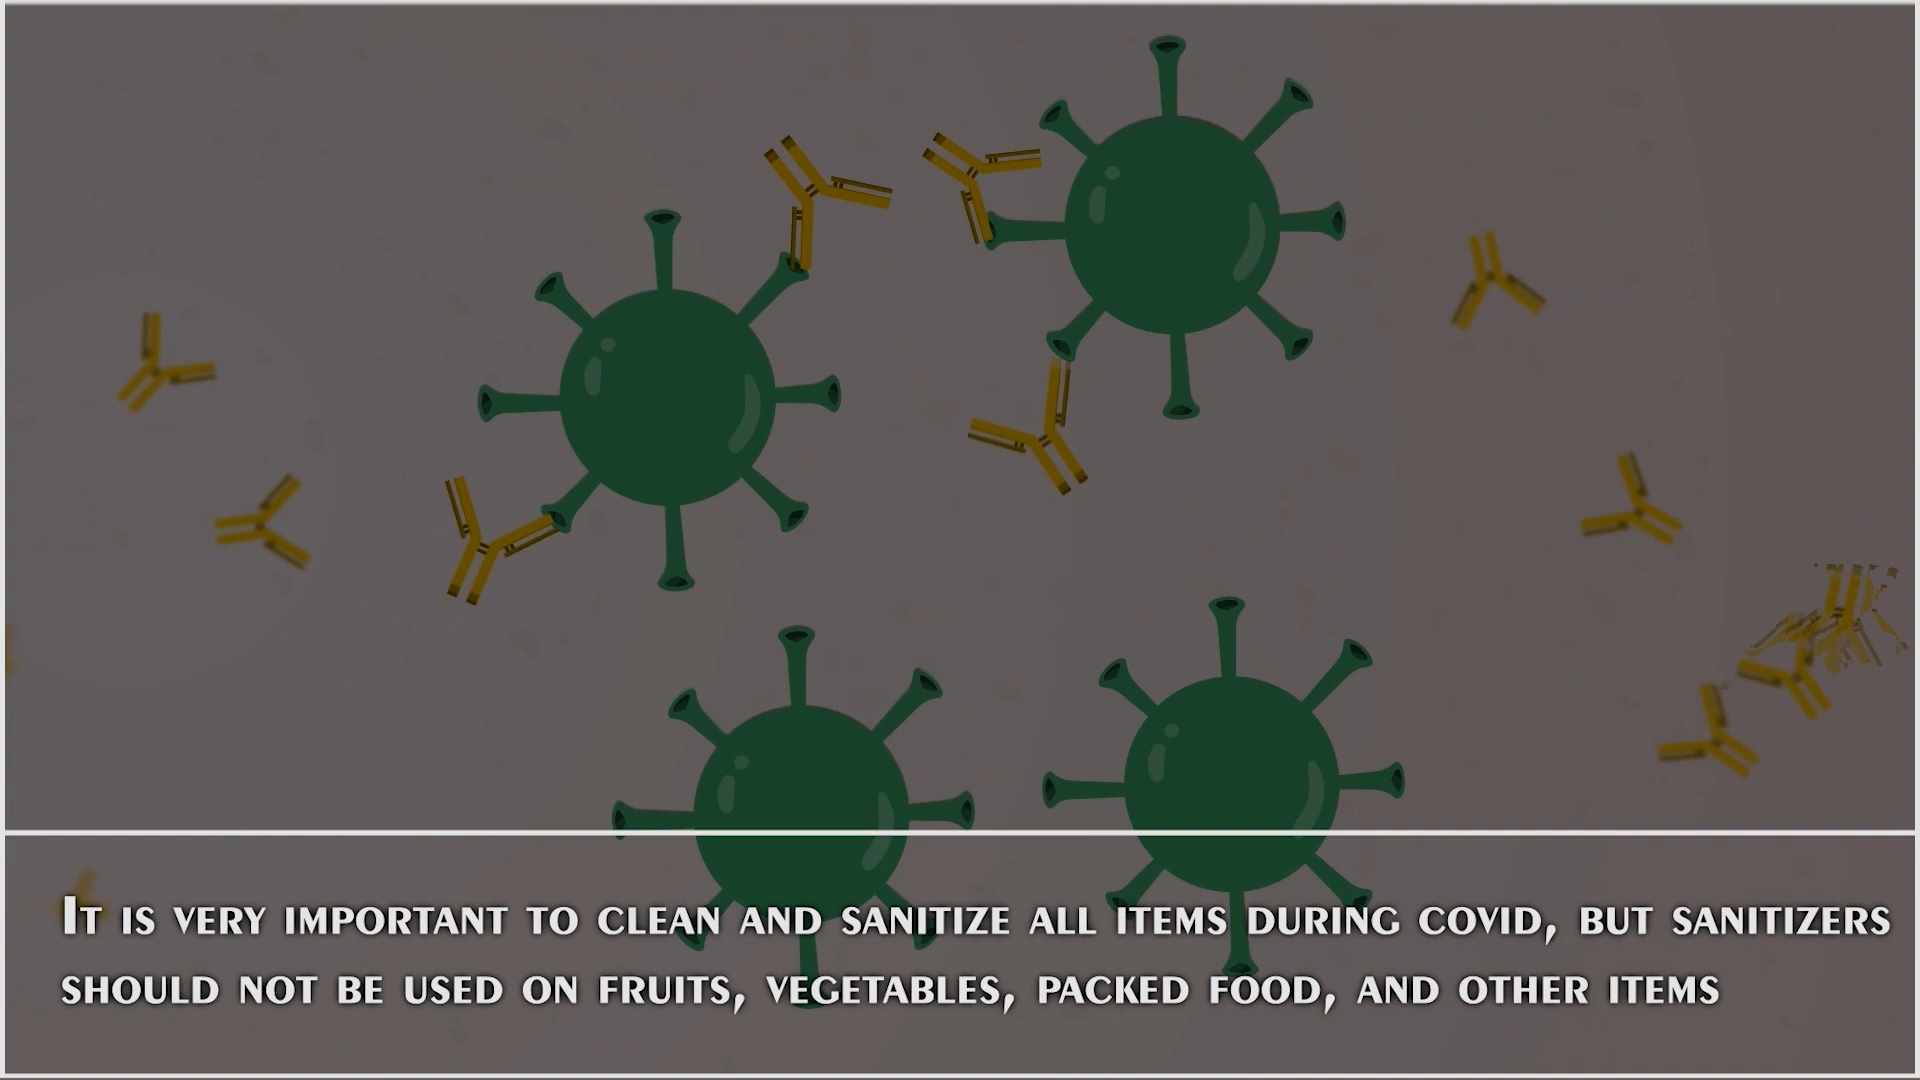 It is very important to clean and sanitize all items during covid, but sanitizers
should not be used on fruits, vegetables, packed food, and other items